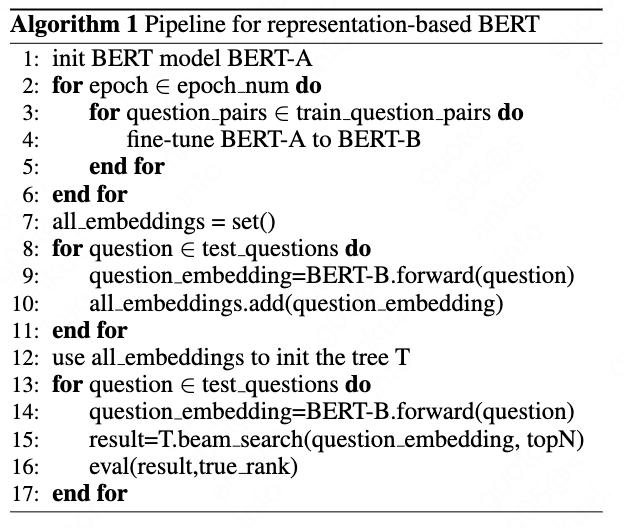 Algorithm 1 Pipeline for representation-based BERT
1: init BERT model BERT-A
2: for epoch ∈ epoch_num do
3: for question_pairs ∈ train_question_pairs do
4: fine-tune BERT-A to BERT-B
5: end for
6: end for
7: all_embeddings = set()
8: for question ∈ test_questions do
9: question_embedding=BERT-B.forward(question)
10: all_embeddings.add(question_embedding)
11: end for
12: use all_embeddings to init the tree T
13: for question ∈ test_questions do
14: question_embedding=BERT-B.forward(question)
15: result=T.beam_search(question_embedding, topN)
16: eval(result,true_rank)
17: end for